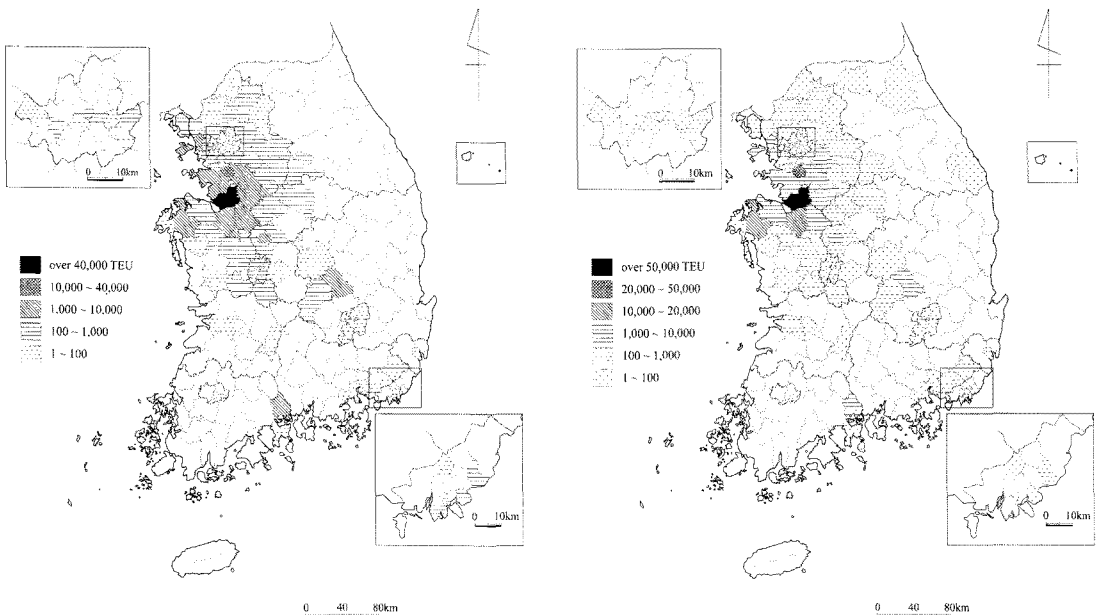 0 10km
over 40,000 TEU
10,000 ~ 40,000
1,000 ~ 10,000
100 ~ 1,000
1 ~ 100
0 10km
0 40 80km
0 10km
over 50,000 TEU
20,000 ~ 50,000
10,000 ~ 20,000
1,000 ~ 10,000
100 ~ 1,000
1 ~ 100
0 10km
0 40 80km